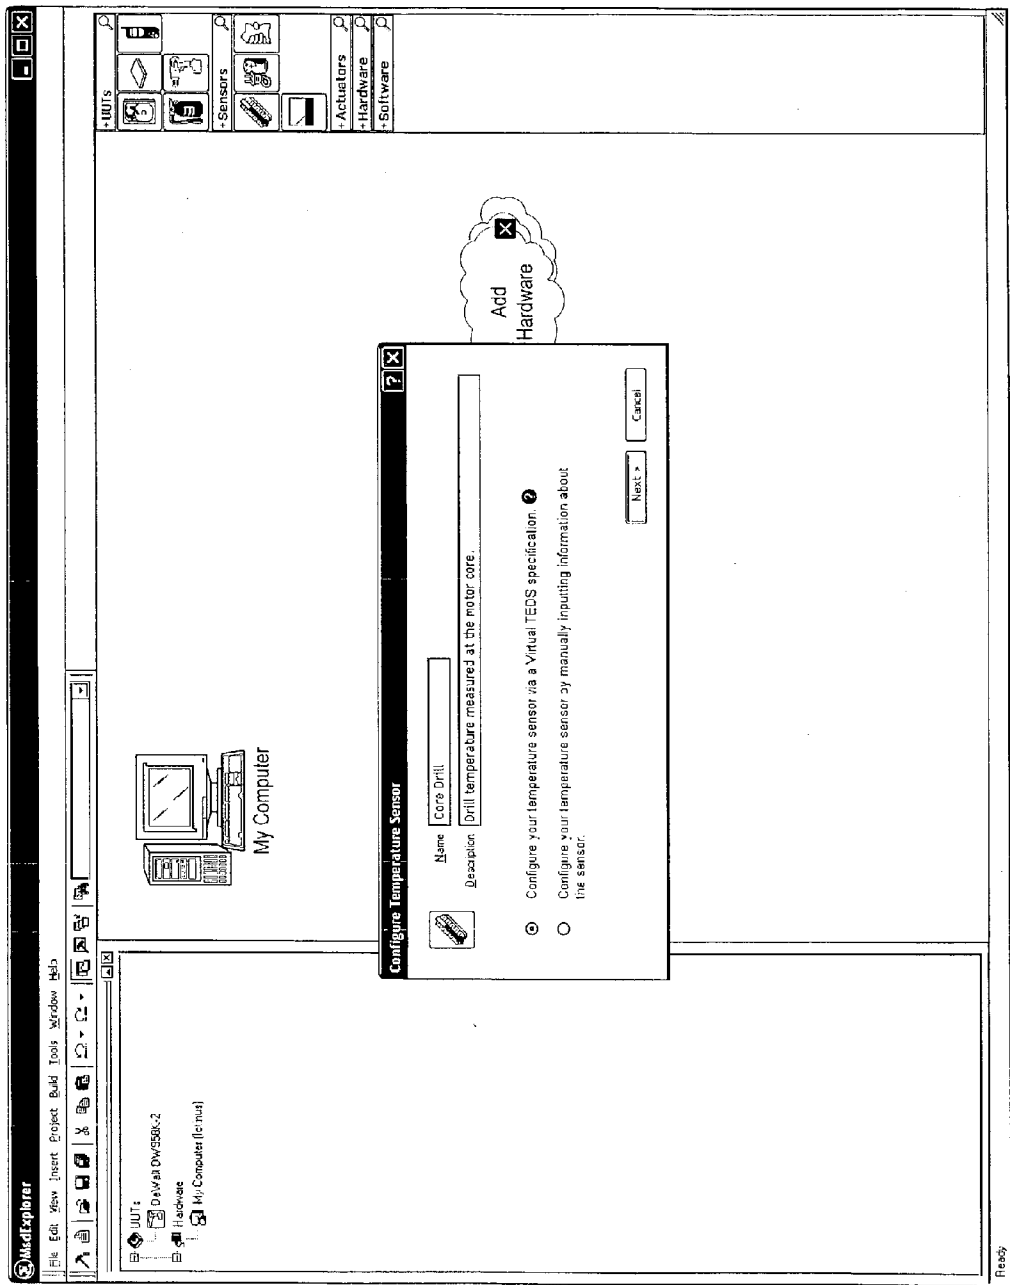 MsdExplorer
File Edit View Insert Project Build Tools Window Help
UUTs
DeWalt DW958K-2
Hardware
My Computer
My Computer
Add
Hardware
Configure Temperature Sensor
Name Core Drill
Description Drill temperature measured at the motor core.
Configure your temperature sensor via a Virtual TEDS specification.
Configure your temperature sensor by manually inputting information about
the sensor.
Next >
Cancel
+UUTs
+Sensors
+Actuators
+Hardware
+Software
Ready